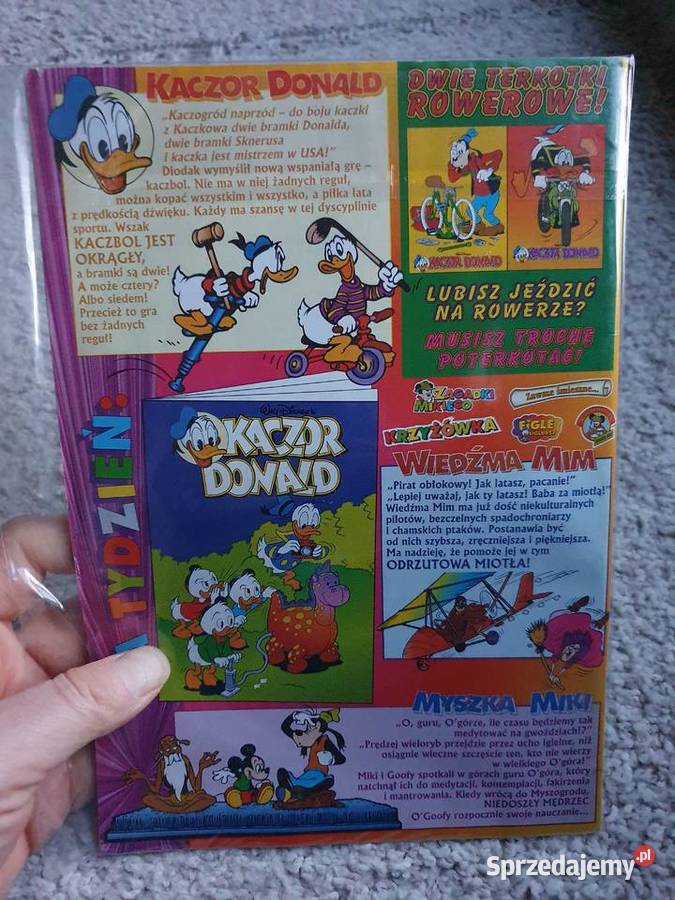 KACZOR DONALD
„Kaczogród naprzód – do boju kaczki
z Kaczkowa dwie bramki Donalda,
dwie bramki Sknerusa
i kaczka jest mistrzem w USA!”
Diodak wymyślił nową wspaniałą grę –
kaczbol. Nie ma w niej żadnych reguł,
można kopać wszystkim i wszystko, a piłka lata
z prędkością dźwięku. Każdy ma szansę w tej dyscyplinie
sportu. Wszak
KACZBOL JEST
OKRĄGŁY,
a bramki są dwie!
A może cztery?
Albo siedem!
Przecież to gra
bez żadnych
reguł!
DWIE TERKOTKI
ROWEROWE!
KACZOR DONALD
KACZOR DONALD
LUBISZ JEŹDZIĆ
NA ROWERZE?
MUSISZ TROCHĘ
POTERKOTAĆ!
TYDZIEŃ:
WALT DISNEY
KACZOR
DONALD
ZAGADKI
MIKIEGO
Zawsze śmieszne...
KRZYŻÓWKA
FIGLE
WIEDŹMA MIM
„Pirat obłokowy! Jak latasz, pacanie!”
„Lepiej uważaj, jak ty latasz! Baba za miotłą!”
Wiedźma Mim ma już dość niekulturalnych
pilotów, bezczelnych spadochroniarzy
i chamskich ptaków. Postanawia być
od nich szybsza, zręczniejsza i piękniejsza.
Ma nadzieję, że pomoże jej w tym
ODRZUTOWA MIOTŁA!
MYSZKA MIKI
„O, guru, O'górze, ile czasu będziemy tak
medytować na gwoździach!?”
„Prędzej wieloryb przejdzie przez ucho igielne, niż
osiągnie wieczne szczęście ten, kto nie wierzy
w wielkiego O'góra!”
Miki i Goofy spotkali w górach guru O'góra, który
natchnął ich do medytacji, kontemplacji, fakirzenia
i mantrowania. Kiedy wrócą do Myszogrodu,
NIEDOSZŁY MĘDRZEC
O'Goofy rozpocznie swoje nauczanie...
Sprzedajemy.pl